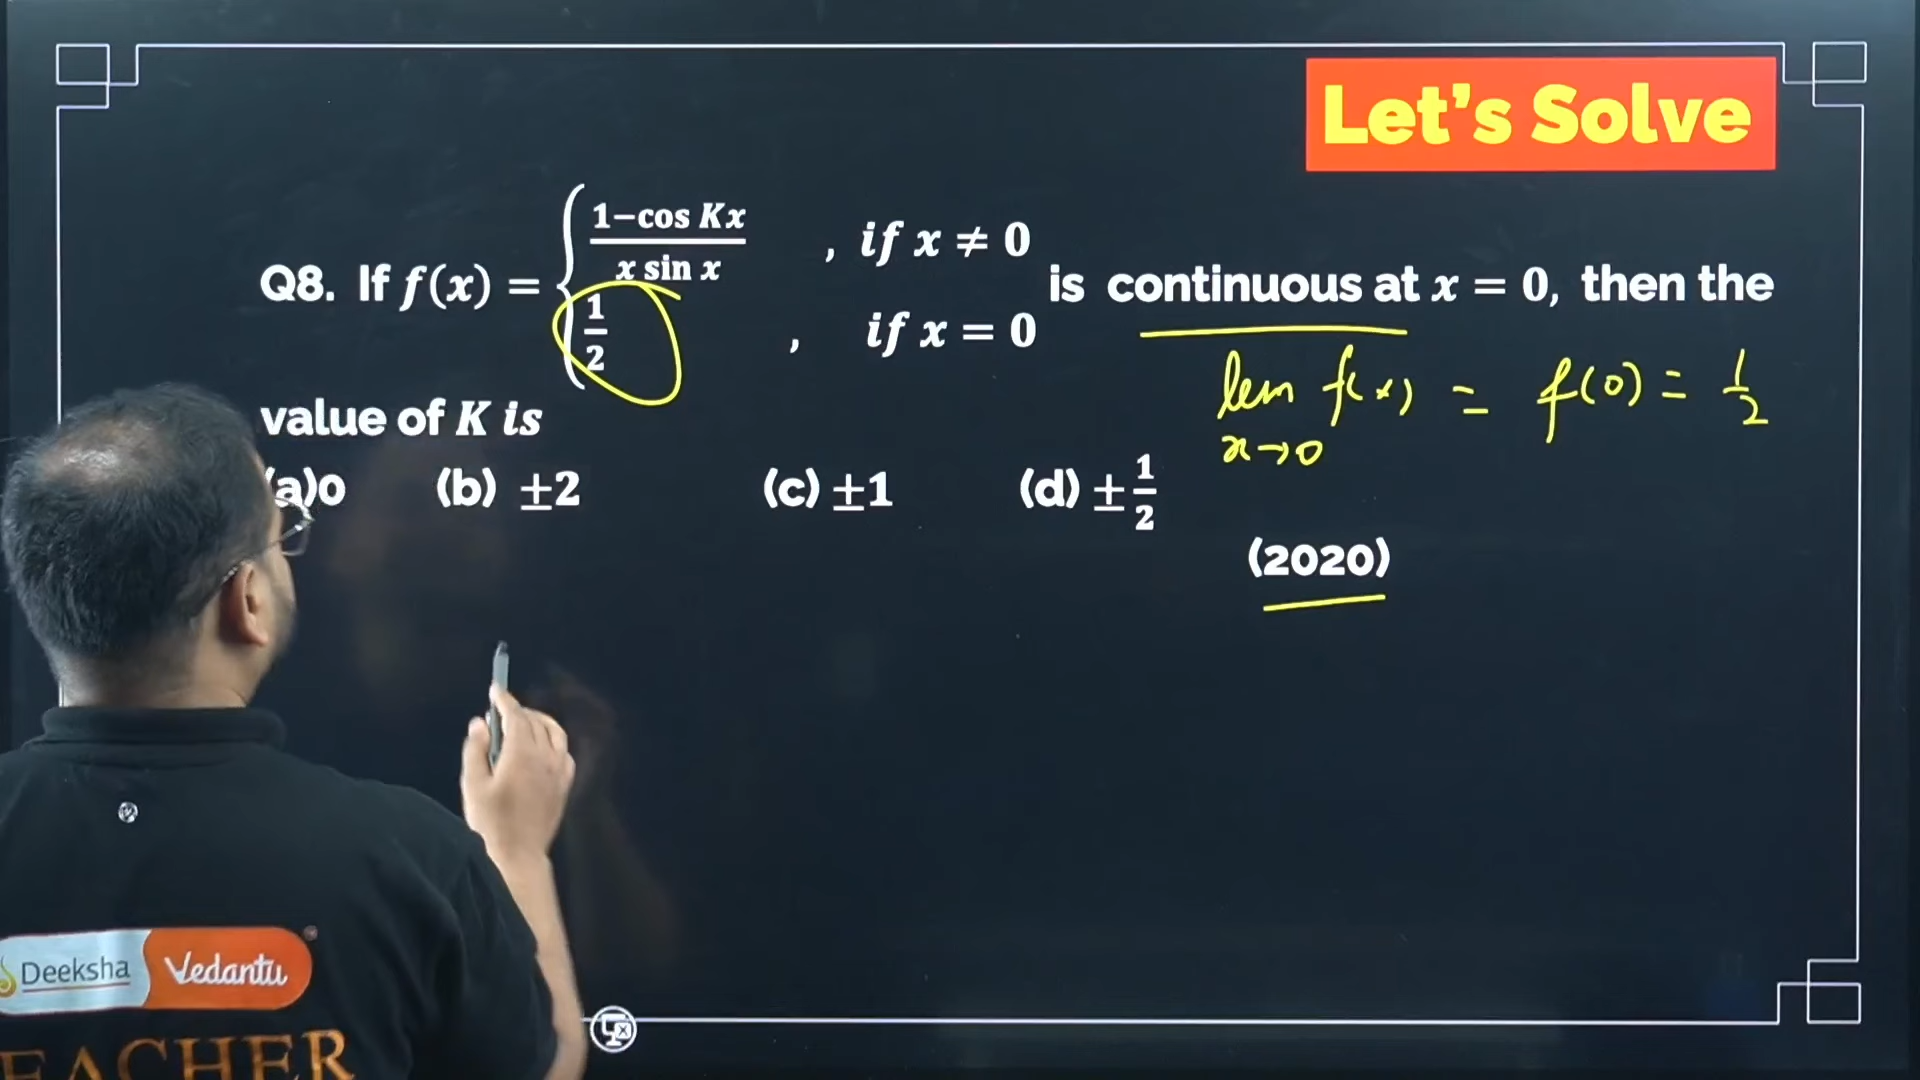 Let's Solve
Q8. If f(x) = { (1−cos Kx)/(x sin x) , if x ≠ 0
1/2 , if x = 0 is continuous at x = 0, then the
lim f(x) = f(0) = 1/2
x→0
value of K is
(a)0 (b) ±2 (c) ±1 (d) ±1/2
(2020)
Deeksha Vedantu
EACHER